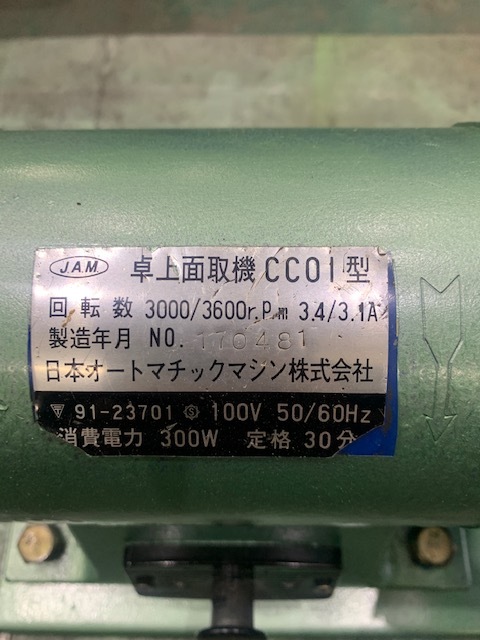 J.A.M 卓上面取機 CC01型
回転数 3000/3600r.P.m 3.4/3.1A
製造年月 NO. 170481
日本オートマチックマシン株式会社
91-23701 100V 50/60Hz
消費電力 300W 定格 30分